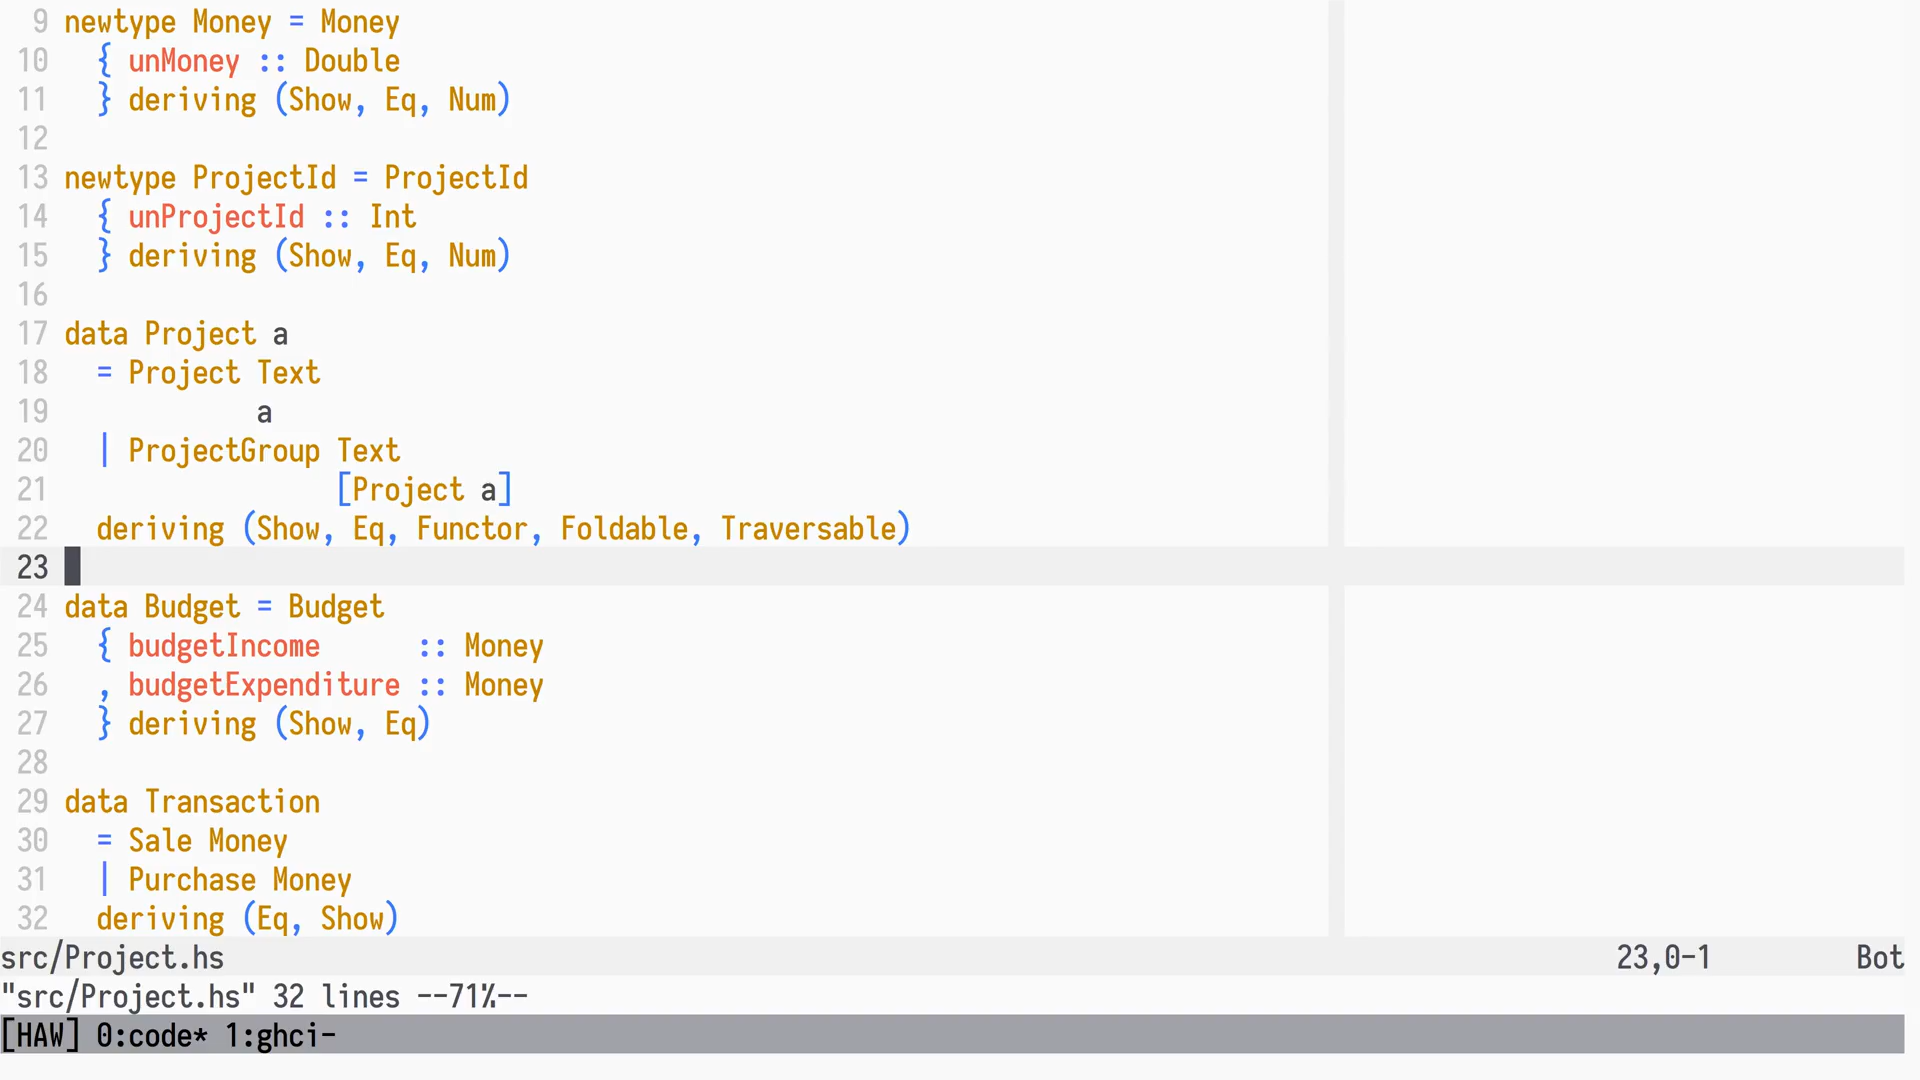 9 newtype Money = Money
10   { unMoney :: Double
11   } deriving (Show, Eq, Num)
12
13 newtype ProjectId = ProjectId
14   { unProjectId :: Int
15   } deriving (Show, Eq, Num)
16
17 data Project a
18   = Project Text
19             a
20   | ProjectGroup Text
21                  [Project a]
22   deriving (Show, Eq, Functor, Foldable, Traversable)
23
24 data Budget = Budget
25   { budgetIncome      :: Money
26   , budgetExpenditure :: Money
27   } deriving (Show, Eq)
28
29 data Transaction
30   = Sale Money
31   | Purchase Money
32   deriving (Eq, Show)
src/Project.hs 23,0-1 Bot
"src/Project.hs" 32 lines --71%--
[HAW] 0:code* 1:ghci-